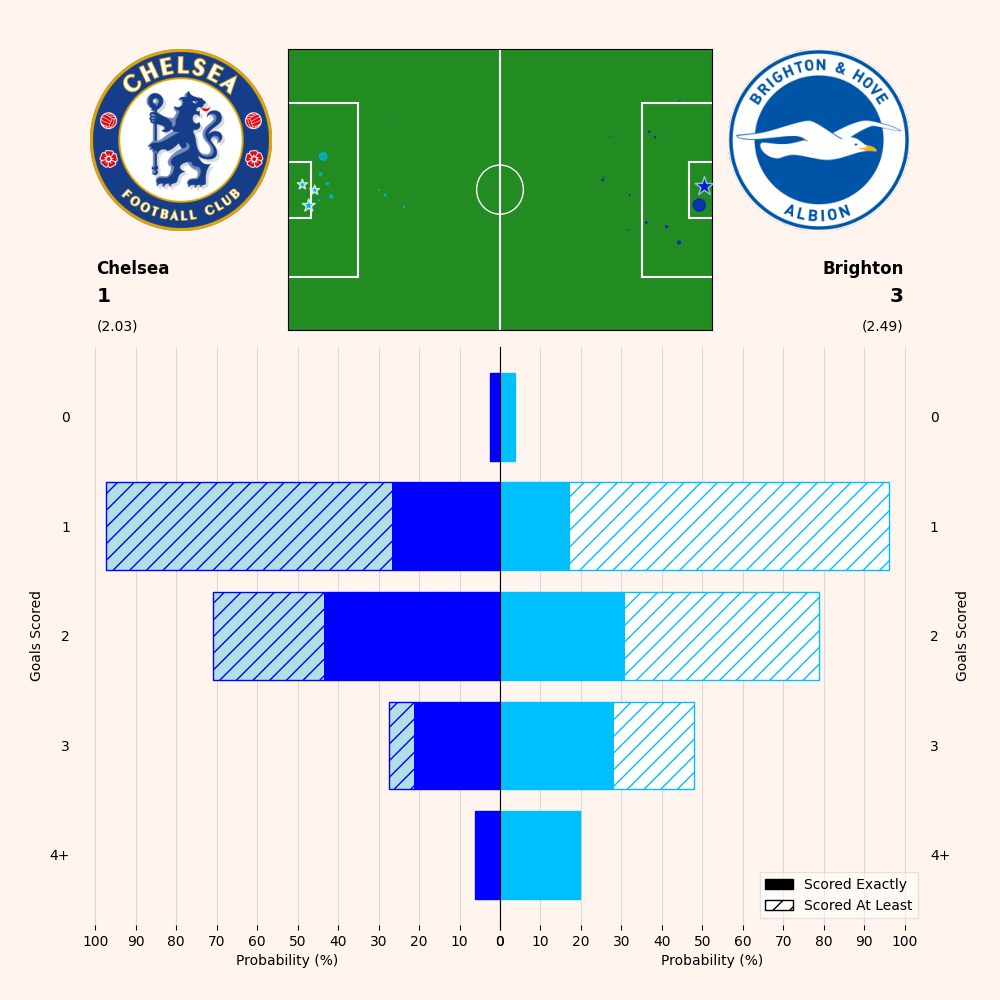 CHELSEA
FOOTBALL CLUB
BRIGHTON & HOVE
ALBION
Chelsea
1
(2.03)
Brighton
3
(2.49)
0
1
2
3
4+
Goals Scored
0
1
2
3
4+
Goals Scored
Scored Exactly
Scored At Least
100 90 80 70 60 50 40 30 20 10 0
0 10 20 30 40 50 60 70 80 90 100
Probability (%)
Probability (%)